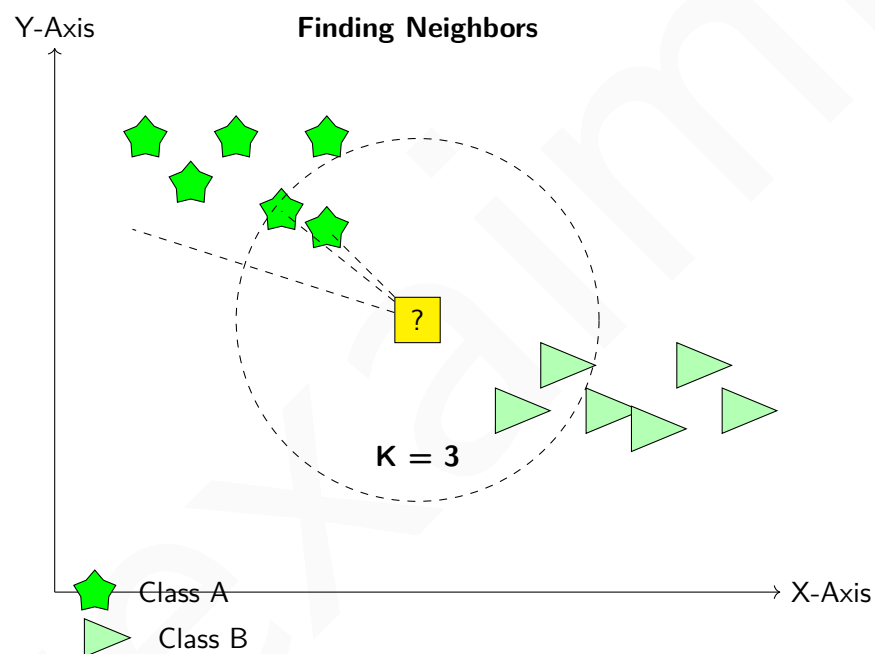 Finding Neighbors
Y-Axis
?
K = 3
X-Axis
Class A
Class B